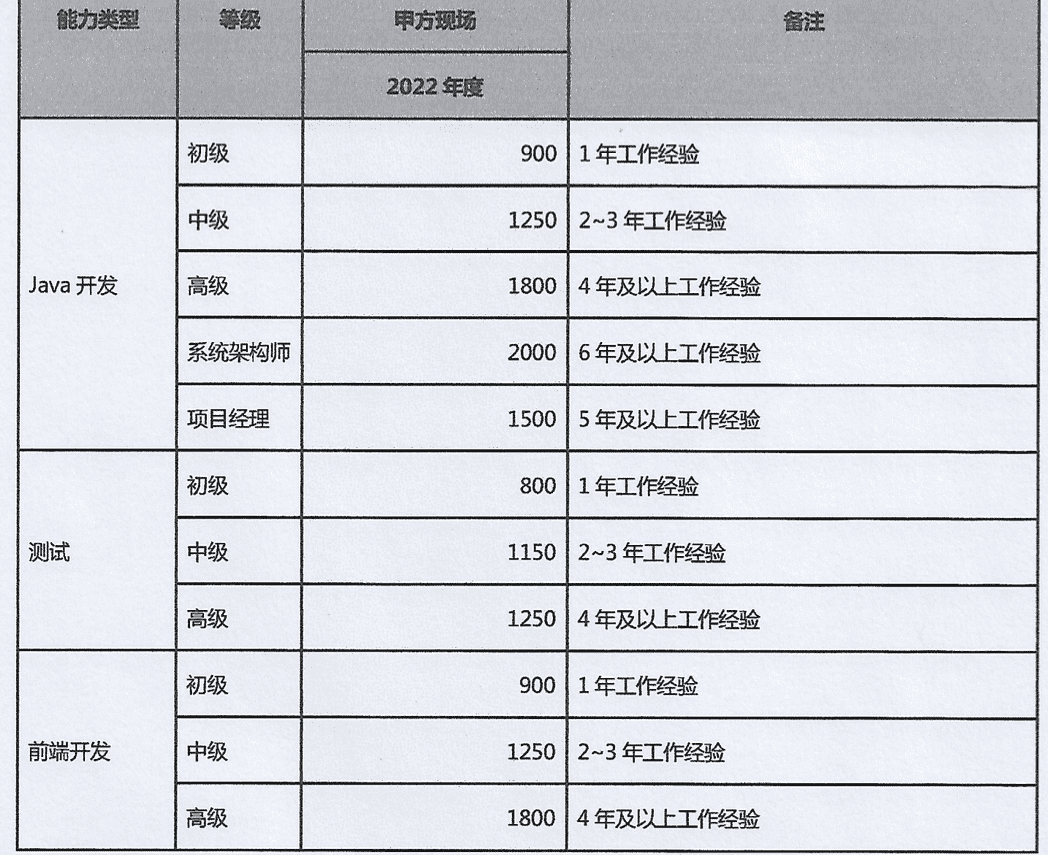 能力类型 等级 甲方现场 备注
2022 年度
Java 开发 初级 900 1 年工作经验
中级 1250 2~3 年工作经验
高级 1800 4 年及以上工作经验
系统架构师 2000 6 年及以上工作经验
项目经理 1500 5 年及以上工作经验
测试 初级 800 1 年工作经验
中级 1150 2~3 年工作经验
高级 1250 4 年及以上工作经验
前端开发 初级 900 1 年工作经验
中级 1250 2~3 年工作经验
高级 1800 4 年及以上工作经验